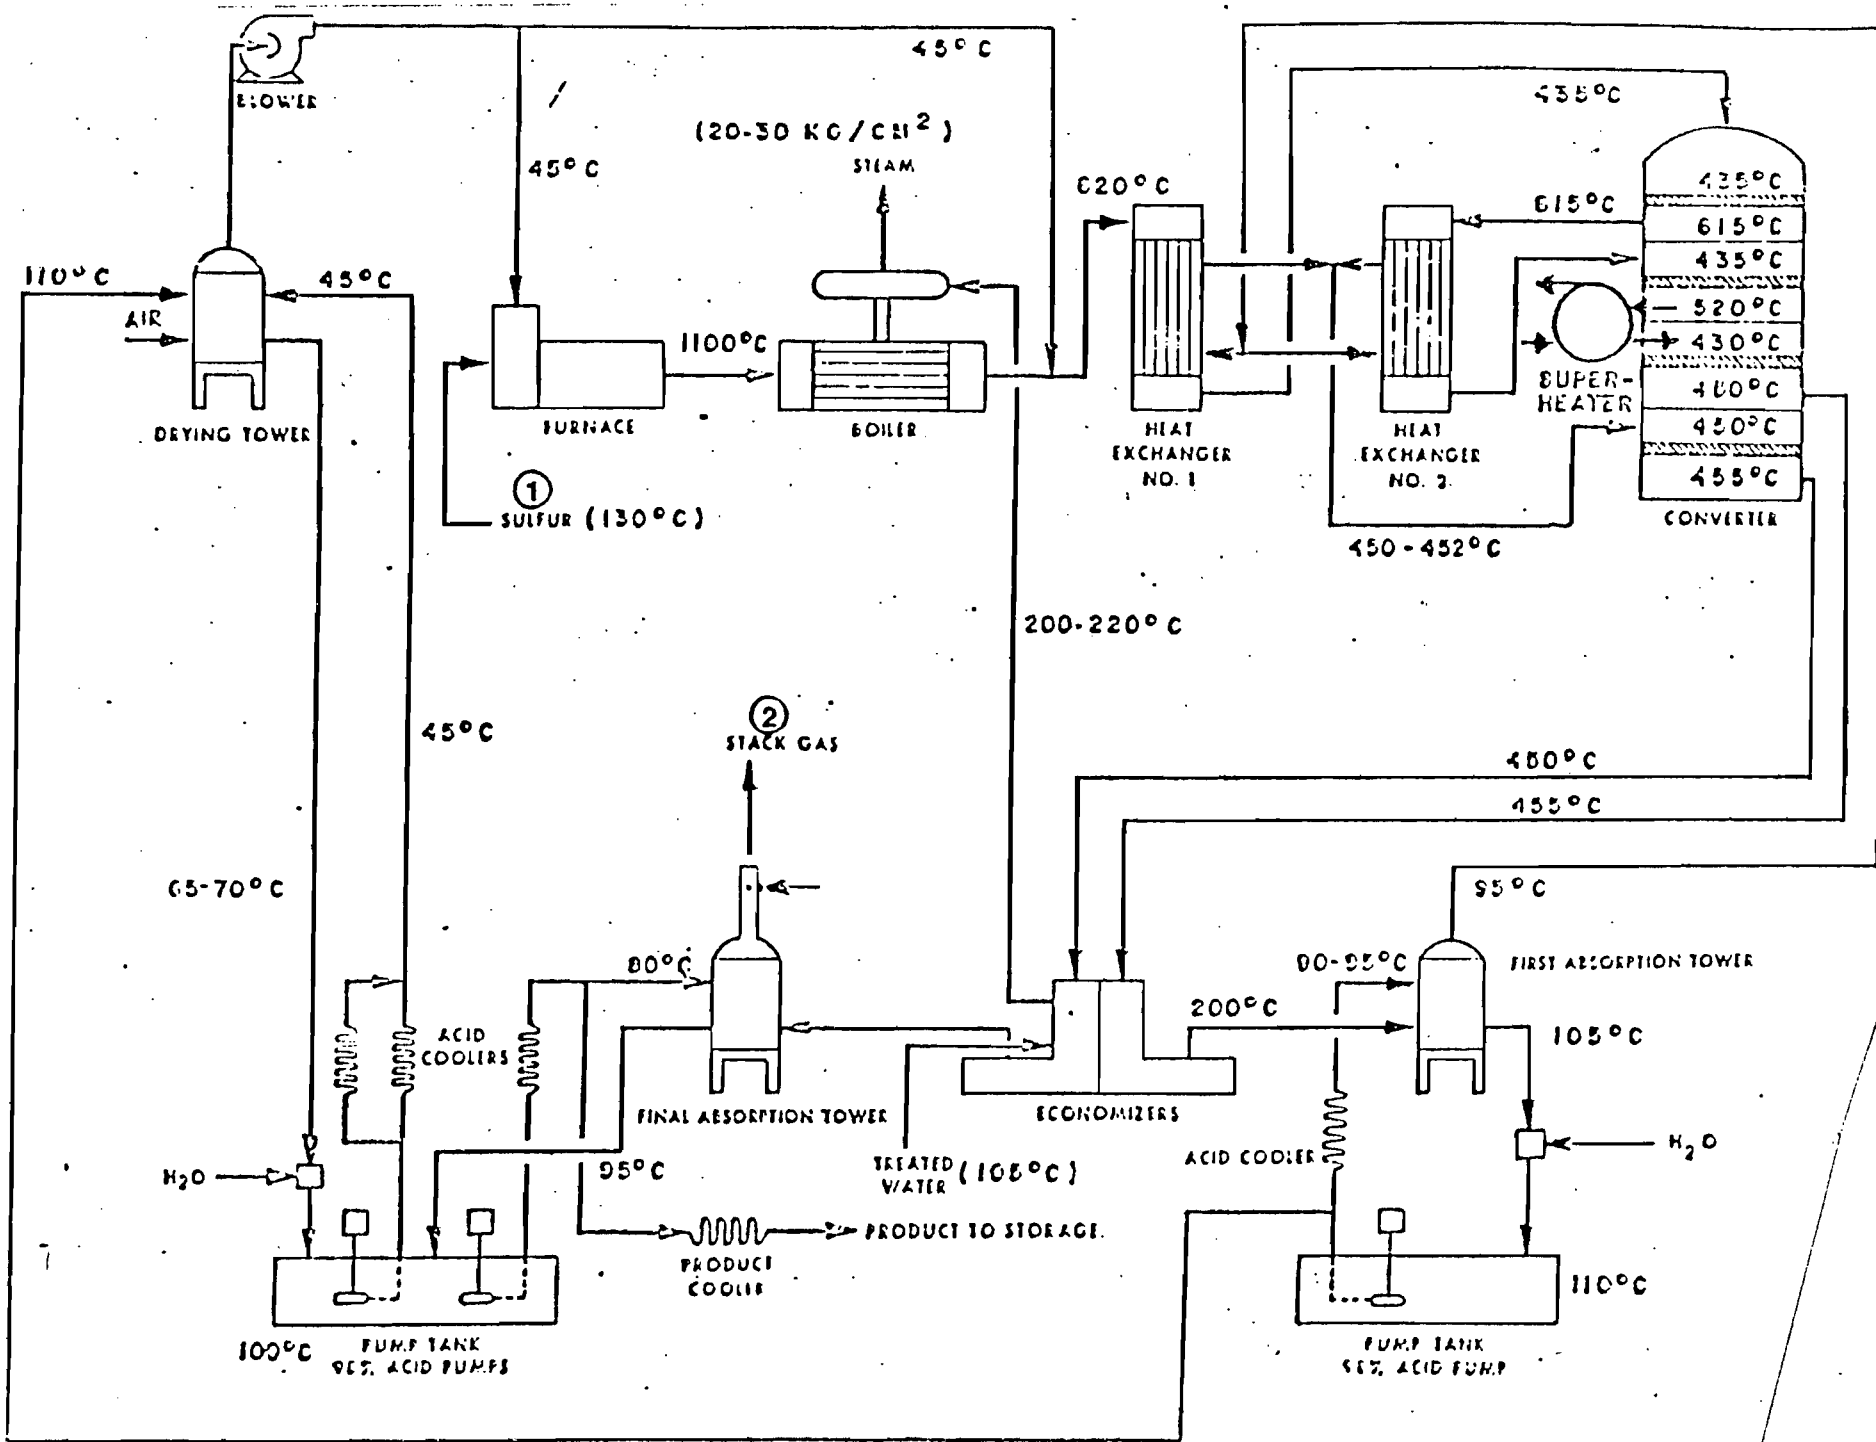 BLOWER
45°C
435°C
(20-30 KG/CM²)
STEAM
45°C
620°C
615°C
435°C
615°C
435°C
520°C
430°C
460°C
450°C
455°C
110°C
45°C
AIR
1100°C
DRYING TOWER
FURNACE
BOILER
HEAT
EXCHANGER
NO. 1
HEAT
EXCHANGER
NO. 2
SUPER-
HEATER
CONVERTER
1
SULFUR (130°C)
450-452°C
200-220°C
2
STACK GAS
45°C
450°C
455°C
65-70°C
95°C
80°C
90-95°C
FIRST ABSORPTION TOWER
200°C
105°C
ACID
COOLERS
FINAL ABSORPTION TOWER
ECONOMIZERS
H₂O
95°C
TREATED
WATER (105°C)
ACID COOLER
H₂O
PRODUCT TO STORAGE
PRODUCT
COOLER
110°C
100°C
PUMP TANK
98% ACID PUMPS
PUMP TANK
98% ACID PUMP